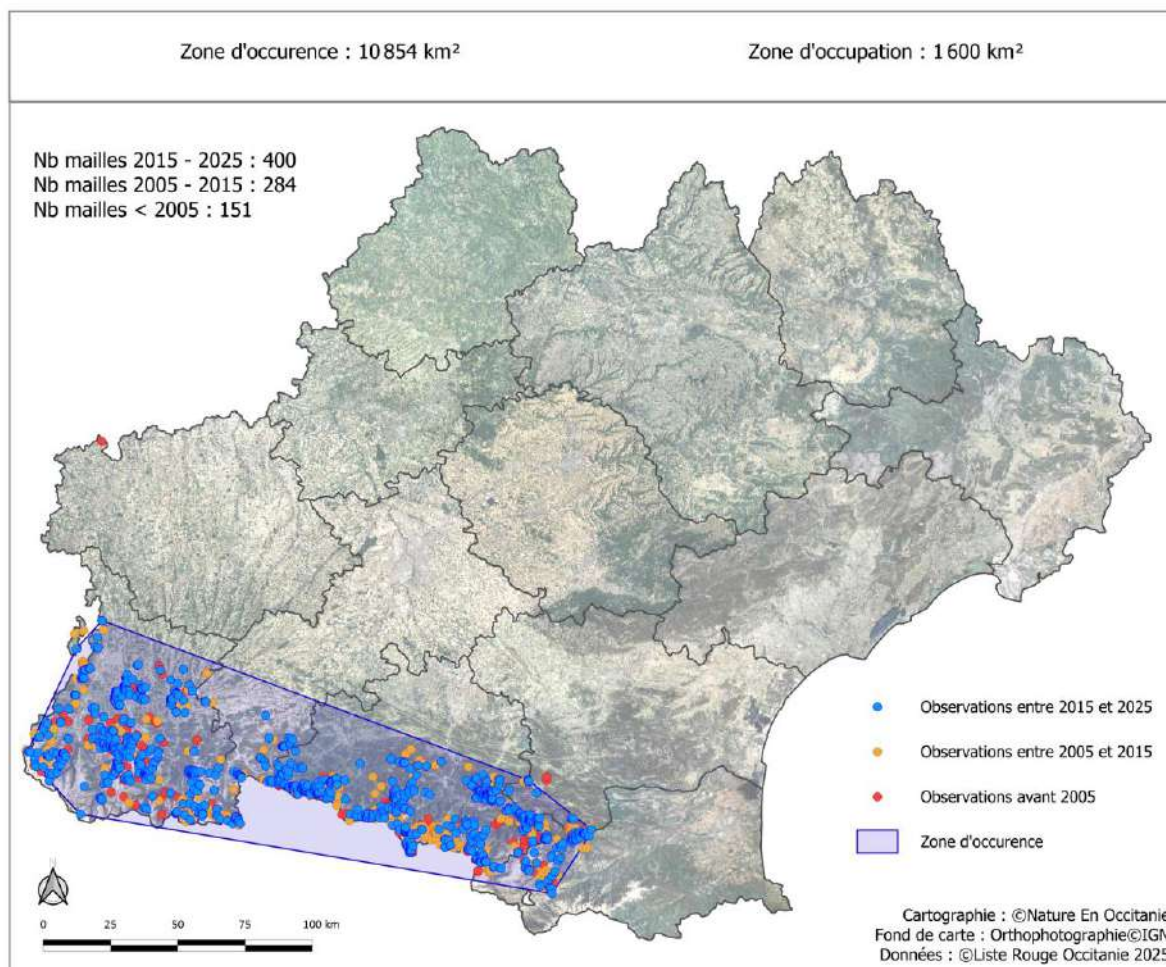 Zone d'occurence : 10 854 km²
Zone d'occupation : 1 600 km²
Nb mailles 2015 - 2025 : 400
Nb mailles 2005 - 2015 : 284
Nb mailles < 2005 : 151
Observations entre 2015 et 2025
Observations entre 2005 et 2015
Observations avant 2005
Zone d'occurence
N
0 25 50 75 100 km
Cartographie : ©Nature En Occitanie
Fond de carte : Orthophotographie©IGN
Données : ©Liste Rouge Occitanie 2025